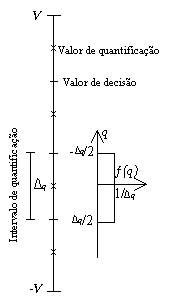 V
Valor de quantificação
Valor de decisão
q
-Δq/2
f(q)
Intervalo de quantificação
Δq
1/Δq
Δq/2
-V